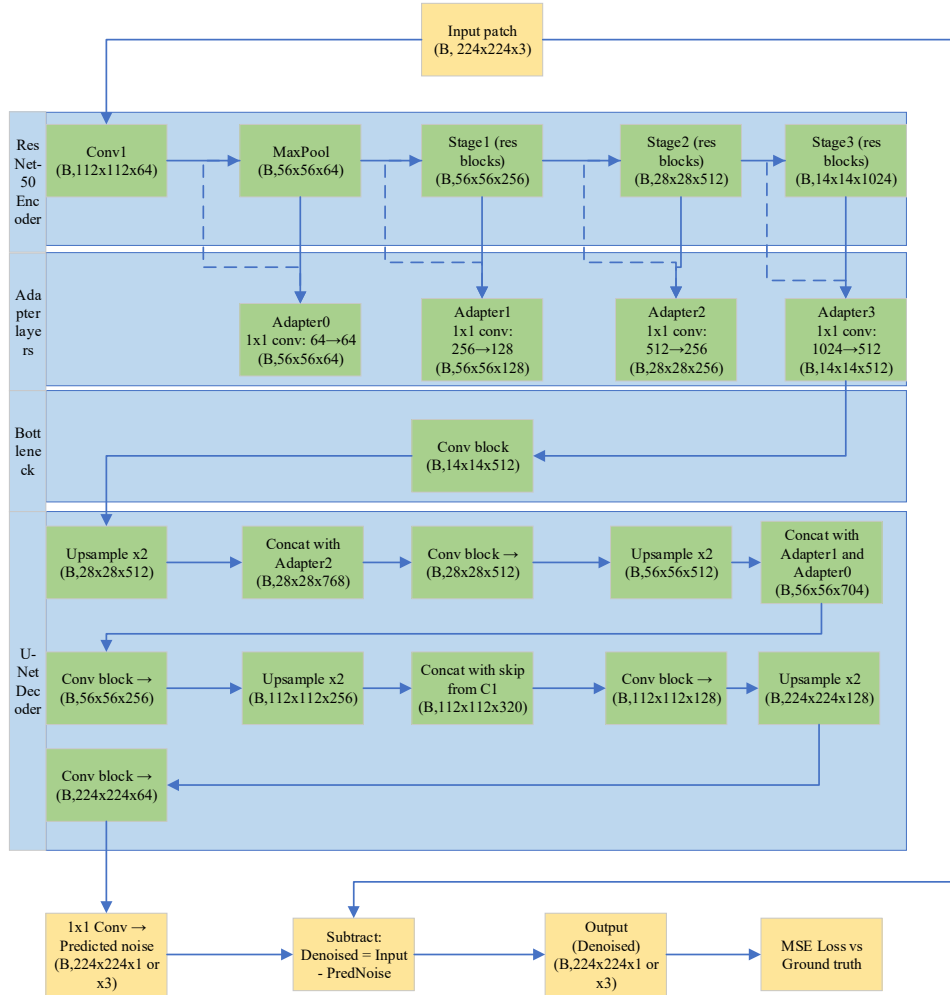 Input patch
(B, 224x224x3)
Res
Net-
50
Enco
der
Conv1
(B,112x112x64)
MaxPool
(B,56x56x64)
Stage1 (res
blocks)
(B,56x56x256)
Stage2 (res
blocks)
(B,28x28x512)
Stage3 (res
blocks)
(B,14x14x1024)
Ada
pter
laye
rs
Adapter0
1x1 conv: 64→64
(B,56x56x64)
Adapter1
1x1 conv:
256→128
(B,56x56x128)
Adapter2
1x1 conv:
512→256
(B,28x28x256)
Adapter3
1x1 conv:
1024→512
(B,14x14x512)
Bott
lene
ck
Conv block
(B,14x14x512)
U-
Net
Dec
oder
Upsample x2
(B,28x28x512)
Concat with
Adapter2
(B,28x28x768)
Conv block →
(B,28x28x512)
Upsample x2
(B,56x56x512)
Concat with
Adapter1 and
Adapter0
(B,56x56x704)
Conv block →
(B,56x56x256)
Upsample x2
(B,112x112x256)
Concat with skip
from C1
(B,112x112x320)
Conv block →
(B,112x112x128)
Upsample x2
(B,224x224x128)
Conv block →
(B,224x224x64)
1x1 Conv →
Predicted noise
(B,224x224x1 or
x3)
Subtract:
Denoised = Input
- PredNoise
Output
(Denoised)
(B,224x224x1 or
x3)
MSE Loss vs
Ground truth